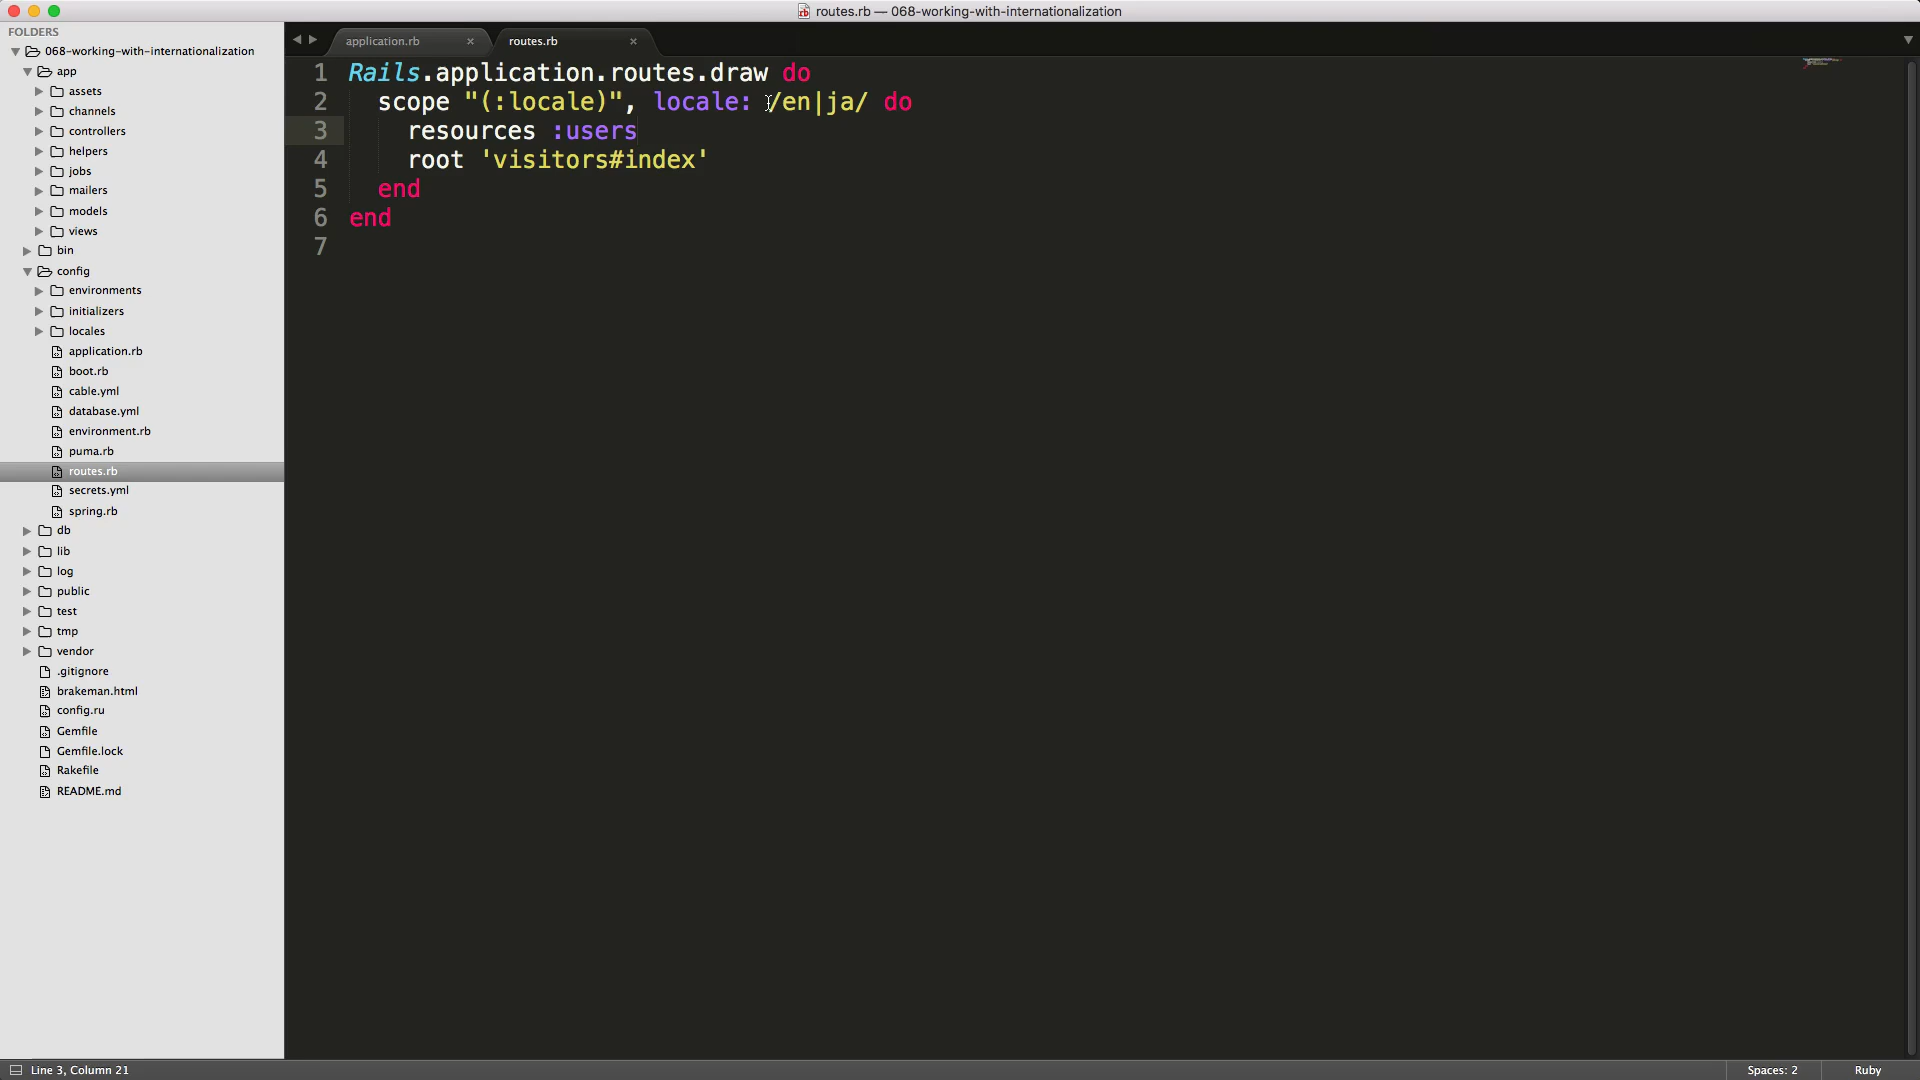 routes.rb — 068-working-with-internationalization
FOLDERS
068-working-with-internationalization
app
assets
channels
controllers
helpers
jobs
mailers
models
views
bin
config
environments
initializers
locales
application.rb
boot.rb
cable.yml
database.yml
environment.rb
puma.rb
routes.rb
secrets.yml
spring.rb
db
lib
log
public
test
tmp
vendor
.gitignore
brakeman.html
config.ru
Gemfile
Gemfile.lock
Rakefile
README.md
application.rb × routes.rb ×
1 Rails.application.routes.draw do
2 scope "(:locale)", locale: /en|ja/ do
3 resources :users
4 root 'visitors#index'
5 end
6 end
7
Line 3, Column 21
Spaces: 2
Ruby